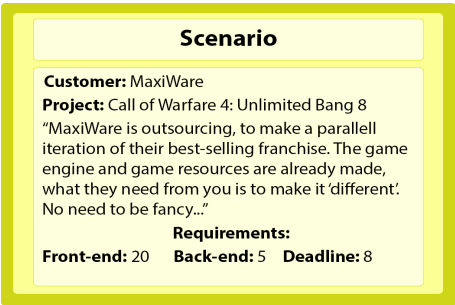 Scenario
Customer: MaxiWare
Project: Call of Warfare 4: Unlimited Bang 8
“MaxiWare is outsourcing, to make a parallell
iteration of their best-selling franchise. The game
engine and game resources are already made,
what they need from you is to make it ‘different’.
No need to be fancy...”
Requirements:
Front-end: 20 Back-end: 5 Deadline: 8